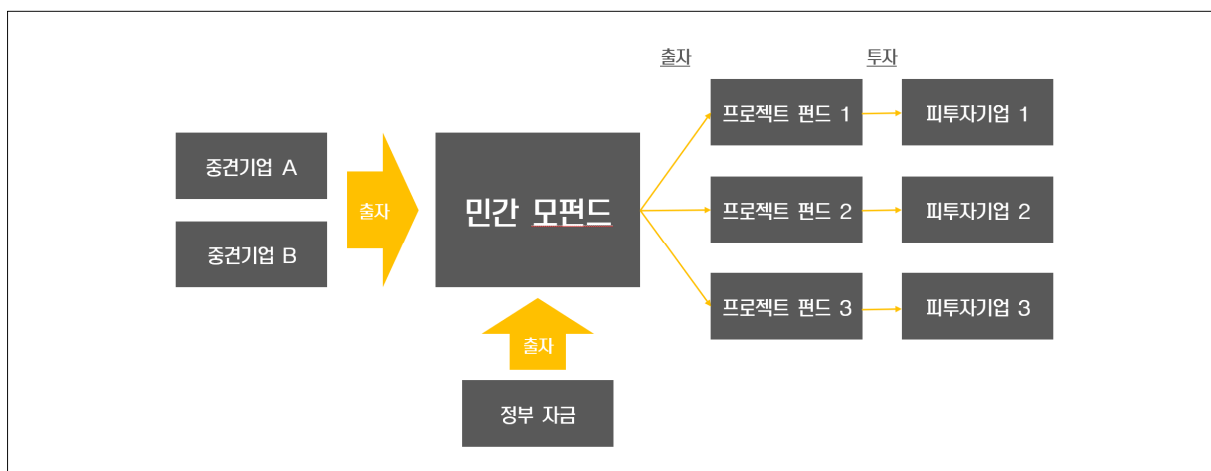 출자
투자
프로젝트 펀드 1
피투자기업 1
중견기업 A
출자
민간 모펀드
프로젝트 펀드 2
피투자기업 2
중견기업 B
프로젝트 펀드 3
피투자기업 3
출자
정부 자금